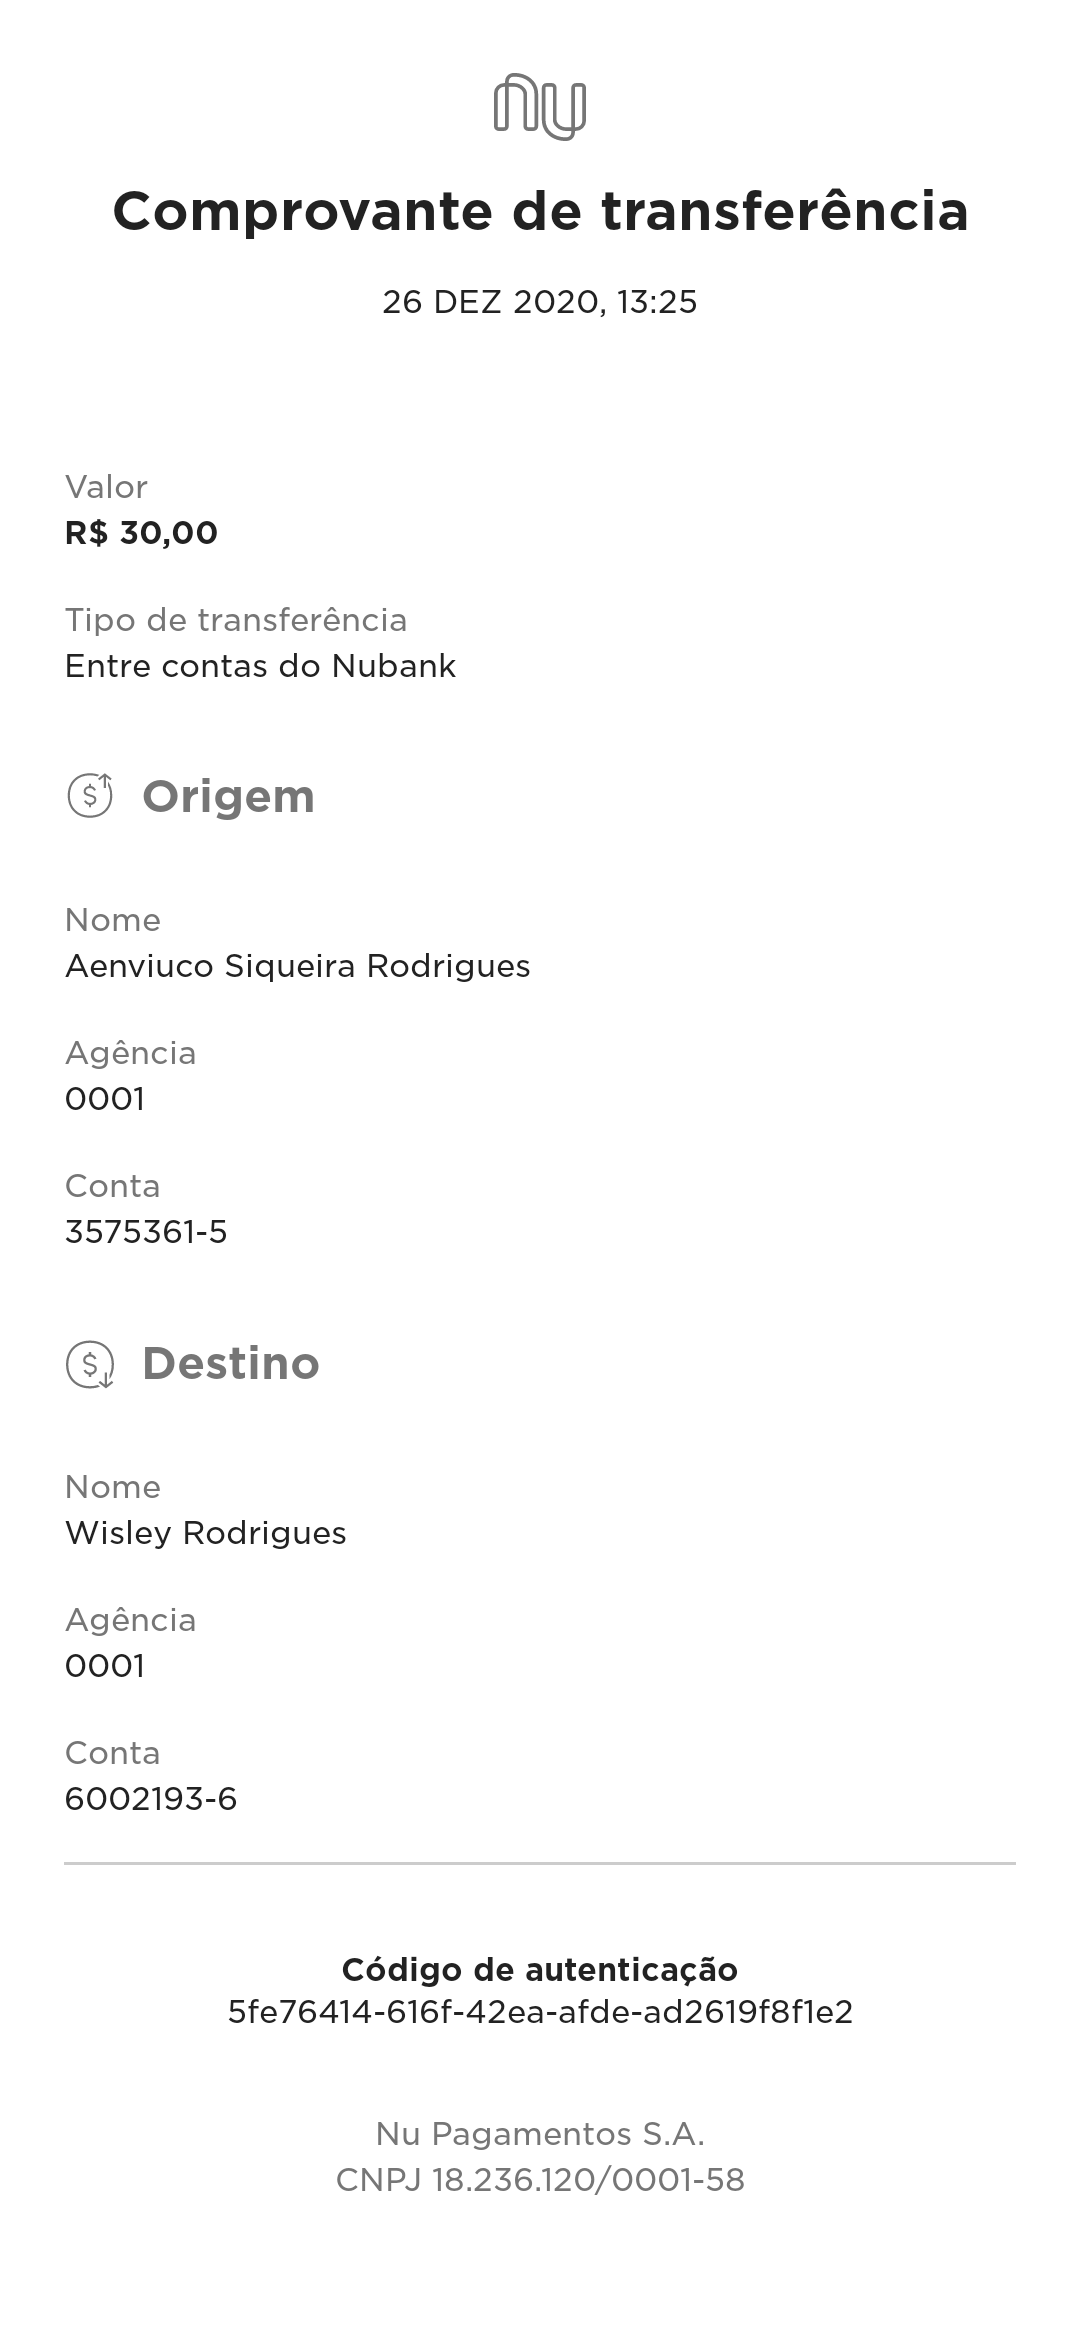 nu
Comprovante de transferência
26 DEZ 2020, 13:25
Valor
R$ 30,00
Tipo de transferência
Entre contas do Nubank
Origem
Nome
Aenviuco Siqueira Rodrigues
Agência
0001
Conta
3575361-5
Destino
Nome
Wisley Rodrigues
Agência
0001
Conta
6002193-6
Código de autenticação
5fe76414-616f-42ea-afde-ad2619f8f1e2
Nu Pagamentos S.A.
CNPJ 18.236.120/0001-58